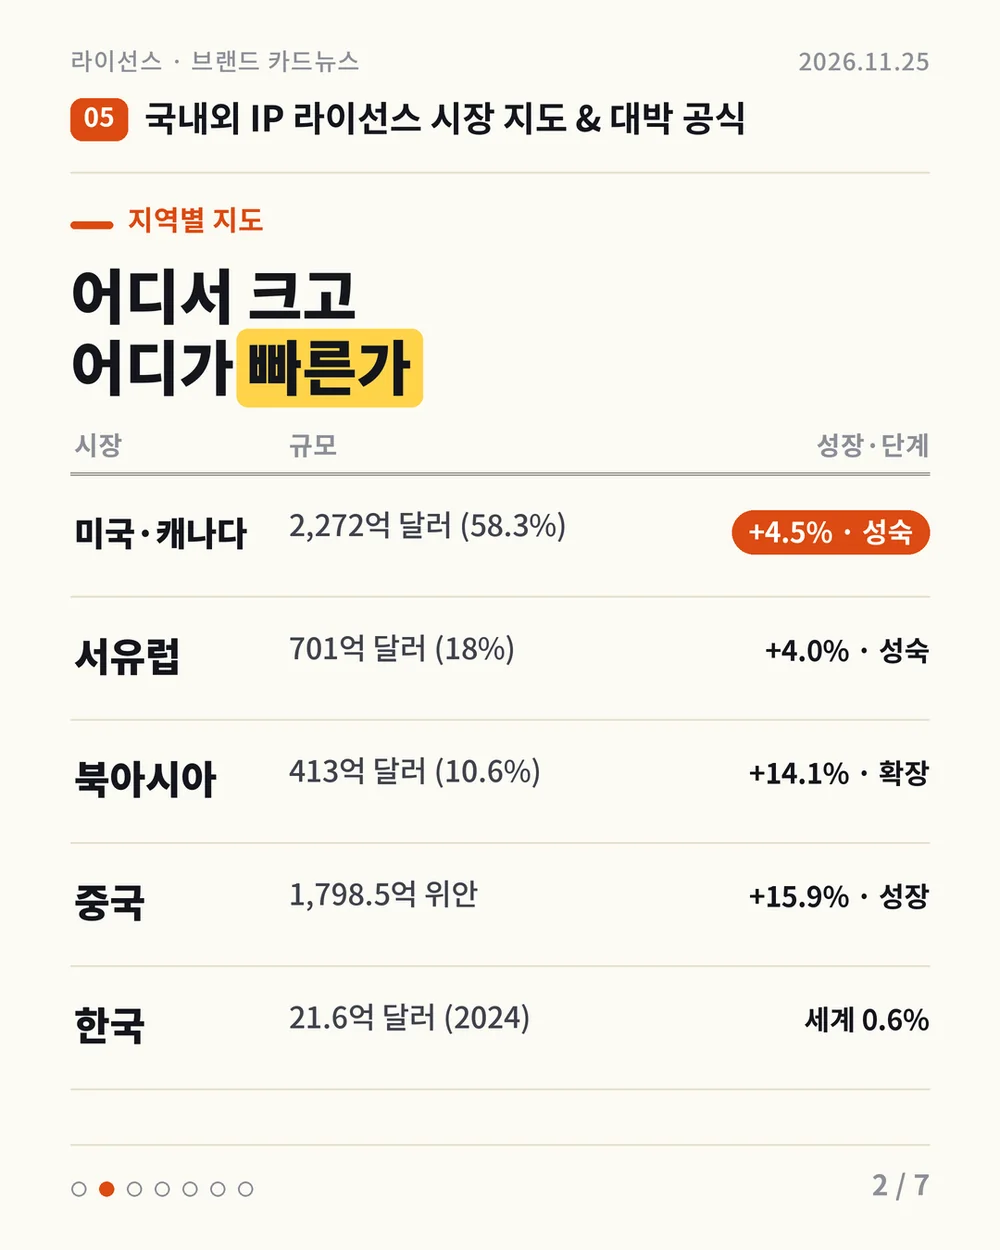 라이선스 · 브랜드 카드뉴스 2026.11.25
05 국내외 IP 라이선스 시장 지도 & 대박 공식
지역별 지도
어디서 크고
어디가 빠른가
시장 규모 성장·단계
미국·캐나다 2,272억 달러 (58.3%) +4.5% · 성숙
서유럽 701억 달러 (18%) +4.0% · 성숙
북아시아 413억 달러 (10.6%) +14.1% · 확장
중국 1,798.5억 위안 +15.9% · 성장
한국 21.6억 달러 (2024) 세계 0.6%
2 / 7